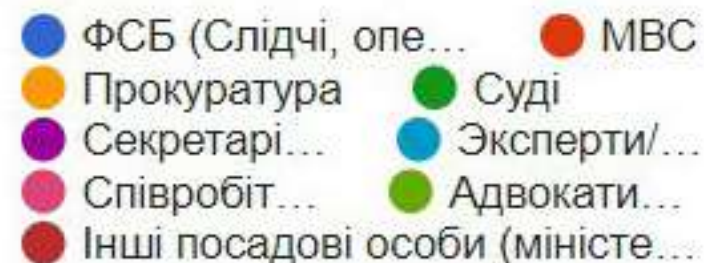 ФСБ (Слідчі, опе... МВС
Прокуратура Суді
Секретарі... Эксперти/...
Співробіт... Адвокати...
Інші посадові особи (міністе...